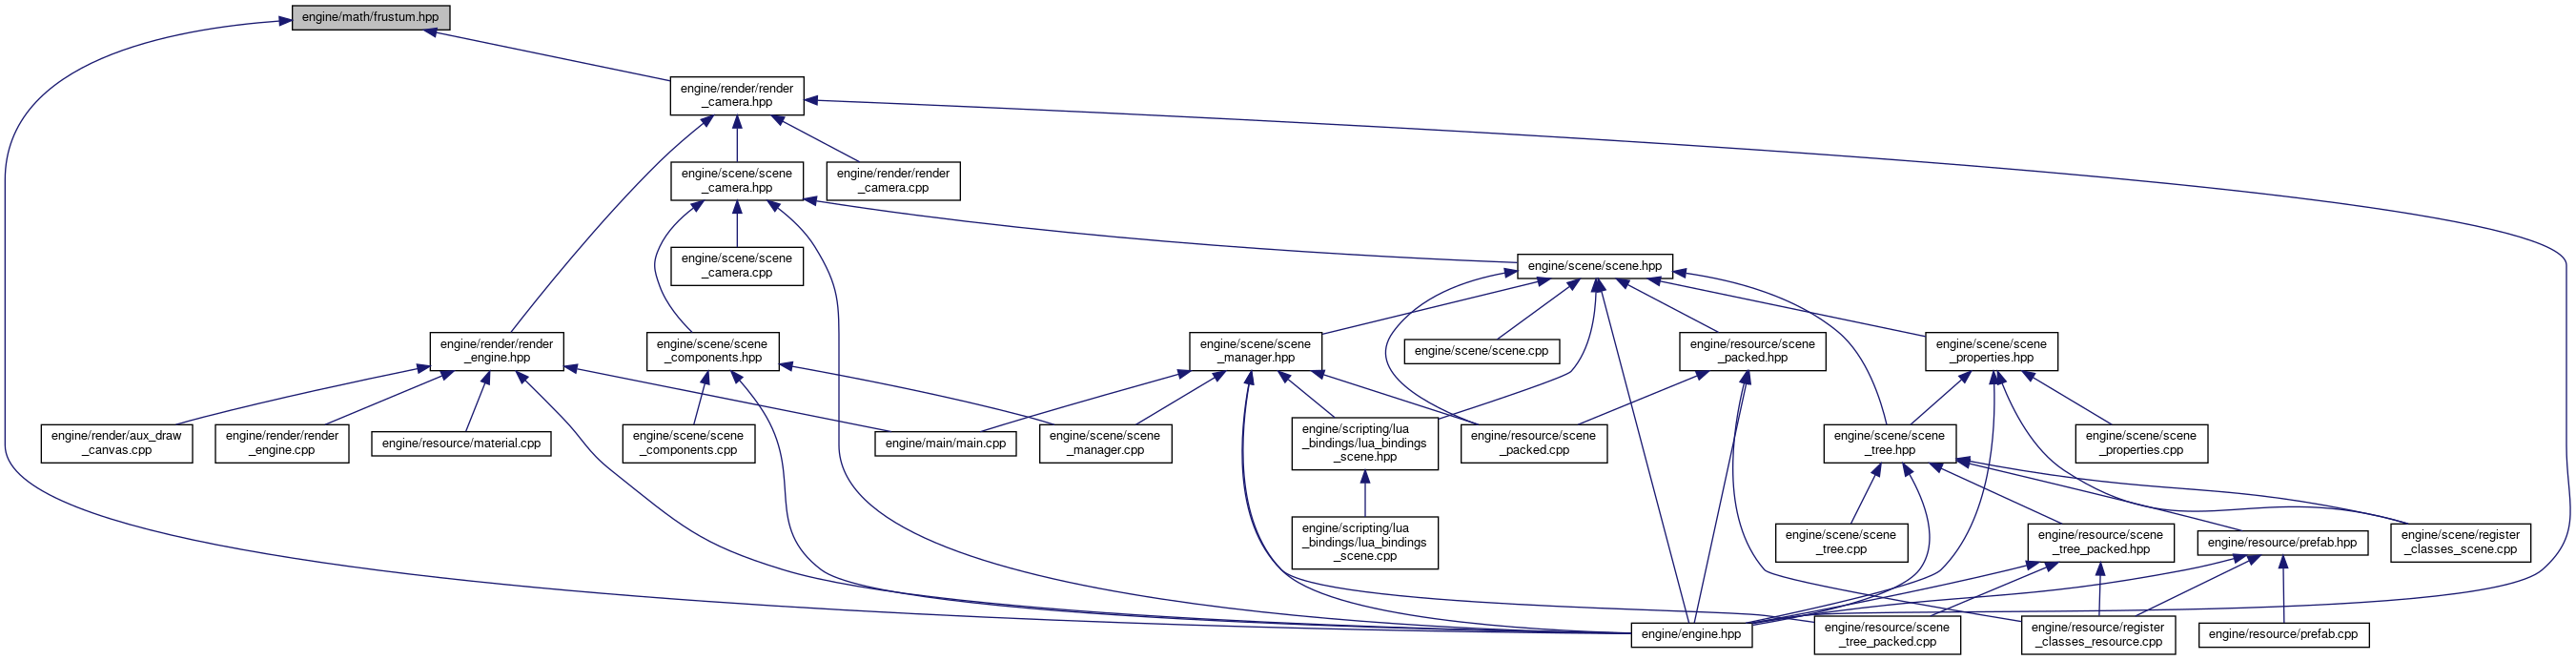 engine/math/frustum.hpp
engine/render/render
_camera.hpp
engine/scene/scene
_camera.hpp
engine/render/render
_camera.cpp
engine/scene/scene
_camera.cpp
engine/scene/scene.hpp
engine/render/render
_engine.hpp
engine/scene/scene
_components.hpp
engine/scene/scene
_manager.hpp
engine/scene/scene.cpp
engine/resource/scene
_packed.hpp
engine/scene/scene
_properties.hpp
engine/render/aux_draw
_canvas.cpp
engine/render/render
_engine.cpp
engine/resource/material.cpp
engine/scene/scene
_components.cpp
engine/main/main.cpp
engine/scene/scene
_manager.cpp
engine/scripting/lua
_bindings/lua_bindings
_scene.hpp
engine/resource/scene
_packed.cpp
engine/scene/scene
_tree.hpp
engine/scene/scene
_properties.cpp
engine/scripting/lua
_bindings/lua_bindings
_scene.cpp
engine/scene/scene
_tree.cpp
engine/resource/scene
_tree_packed.hpp
engine/resource/prefab.hpp
engine/scene/register
_classes_scene.cpp
engine/engine.hpp
engine/resource/scene
_tree_packed.cpp
engine/resource/register
_classes_resource.cpp
engine/resource/prefab.cpp